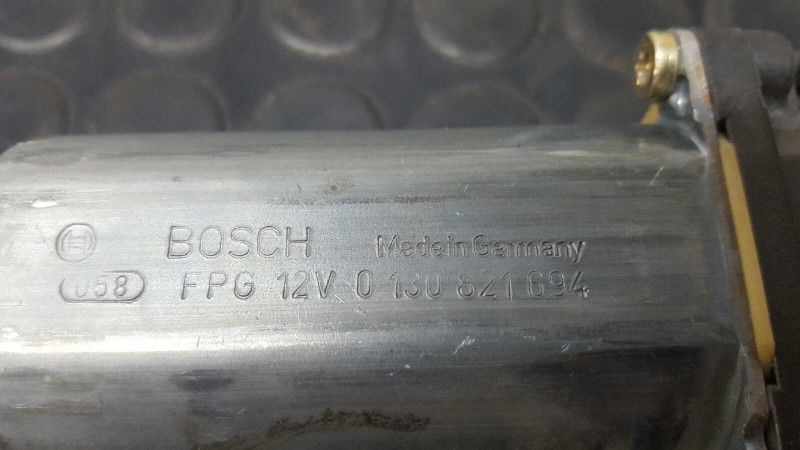 BOSCH Made in Germany
058 FPG 12V 0 130 821 694